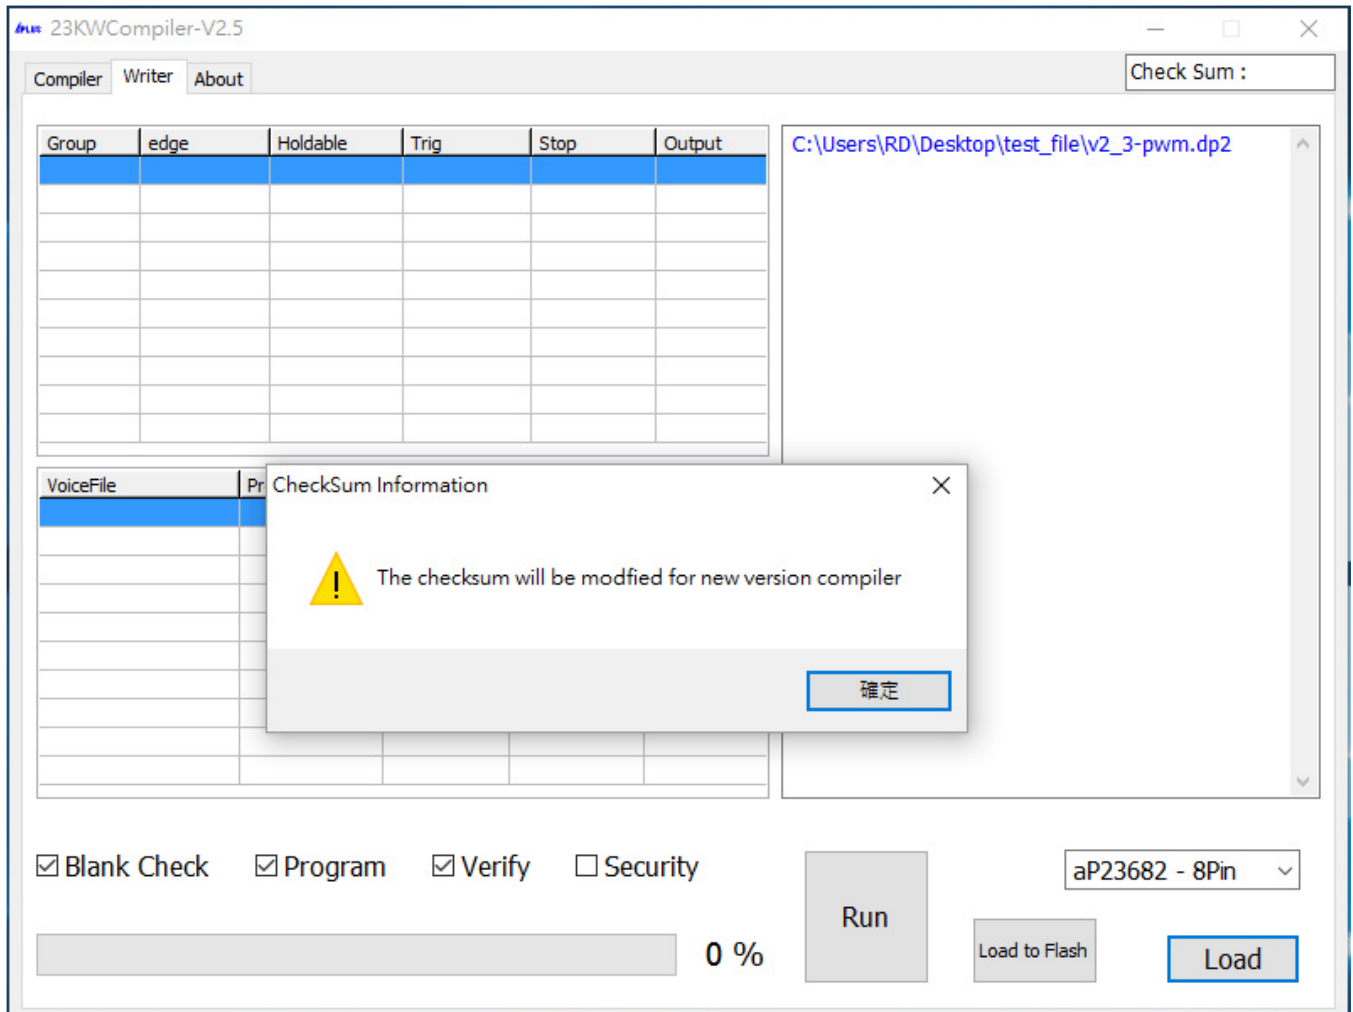 aPLUS 23KWCompiler-V2.5
Compiler Writer About
Check Sum :
Group edge Holdable Trig Stop Output
C:\Users\RD\Desktop\test_file\v2_3-pwm.dp2
VoiceFile Pr
CheckSum Information
The checksum will be modfied for new version compiler
確定
Blank Check Program Verify Security
aP23682 - 8Pin
Run
Load to Flash
Load
0 %